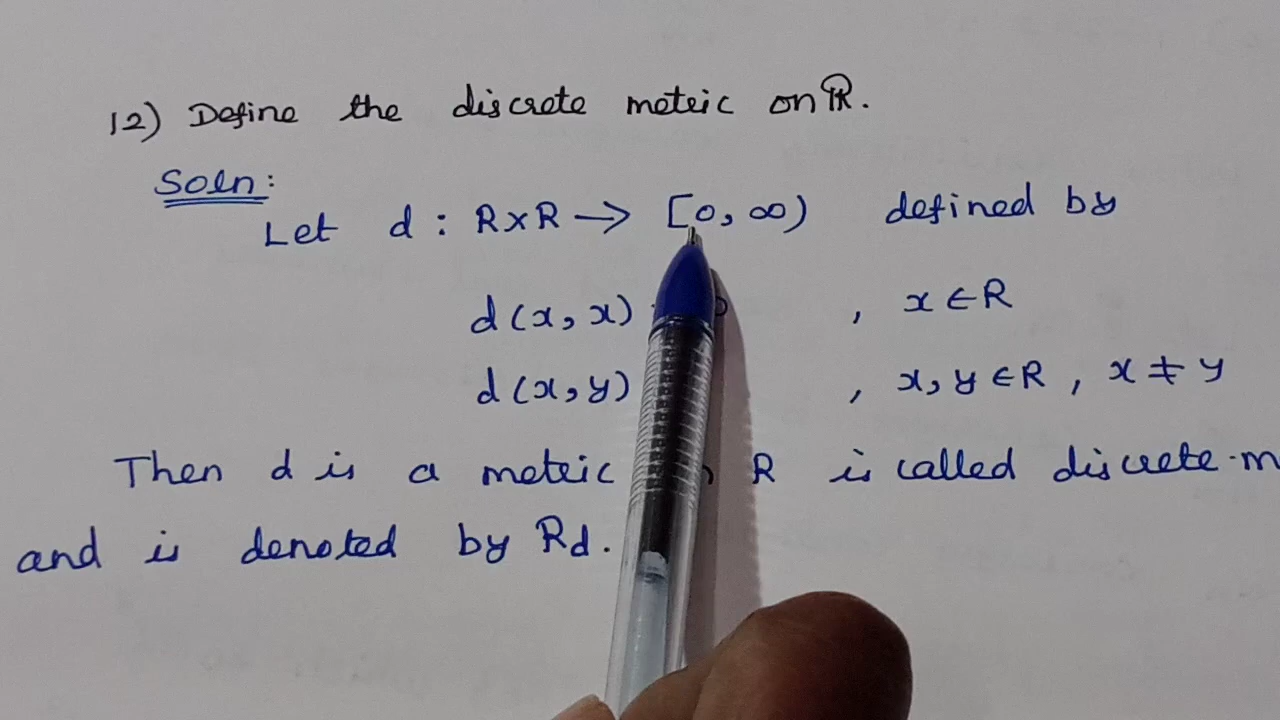 12) Define the discrete metric on ℝ.
Soln:
Let d : R×R → [0, ∞) defined by
d(x, x) , x ∈ R
d(x, y) , x, y ∈ R , x ≠ y
Then d is a metric R is called discrete m
and is denoted by Rd.